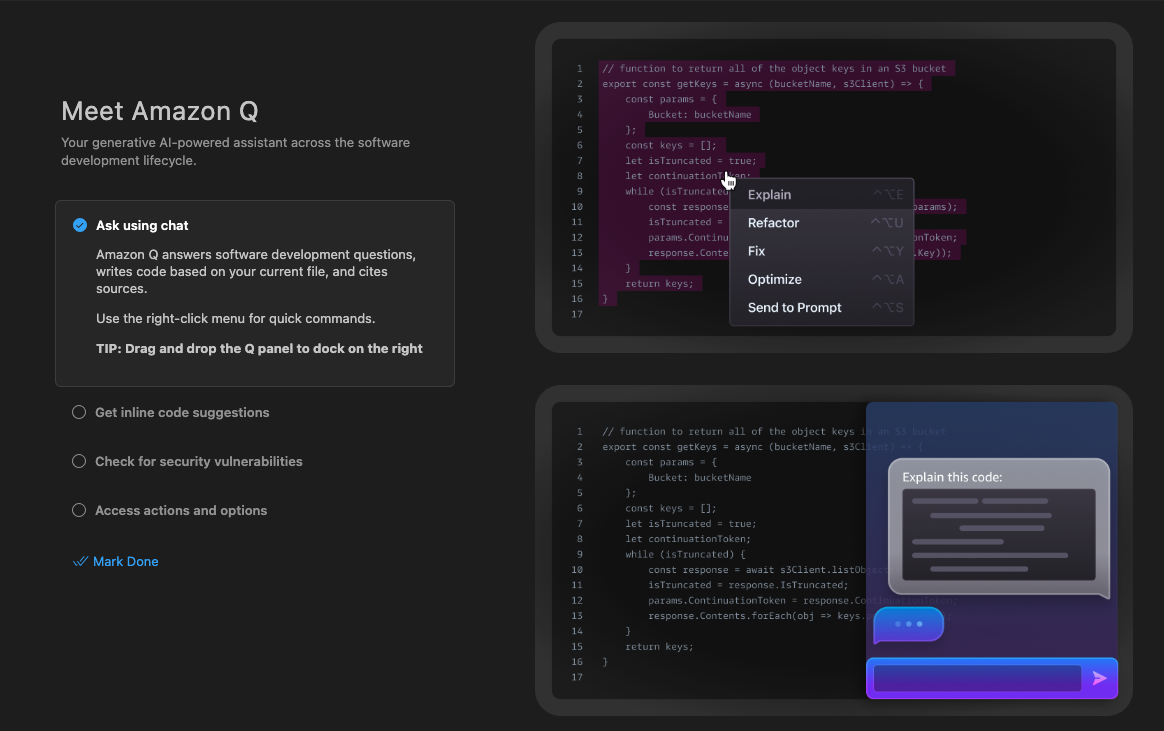 Meet Amazon Q
Your generative AI-powered assistant across the software
development lifecycle.
Ask using chat
Amazon Q answers software development questions,
writes code based on your current file, and cites
sources.
Use the right-click menu for quick commands.
TIP: Drag and drop the Q panel to dock on the right
Get inline code suggestions
Check for security vulnerabilities
Access actions and options
Mark Done
1 // function to return all of the object keys in an S3 bucket
2 export const getKeys = async (bucketName, s3Client) => {
3 const params = {
4 Bucket: bucketName
5 };
6 const keys = [];
7 let isTruncated = true;
8 let continuationToken;
9 while (isTruncated
10 const response params);
11 isTruncated =
12 params.Continu onToken;
13 response.Conte .Key));
14 }
15 return keys;
16 }
17
Explain ⌃⌥E
Refactor ⌃⌥U
Fix ⌃⌥Y
Optimize ⌃⌥A
Send to Prompt ⌃⌥S
1 // function to return all of the object keys in an S3 bucket
2 export const getKeys = async (bucketName, s3Client) => {
3 const params = {
4 Bucket: bucketName
5 };
6 const keys = [];
7 let isTruncated = true;
8 let continuationToken;
9 while (isTruncated) {
10 const response = await s3Client.listObject
11 isTruncated = response.IsTruncated;
12 params.ContinuationToken = response.ContinuationToken;
13 response.Contents.forEach(obj => keys.
14 }
15 return keys;
16 }
17
Explain this code: